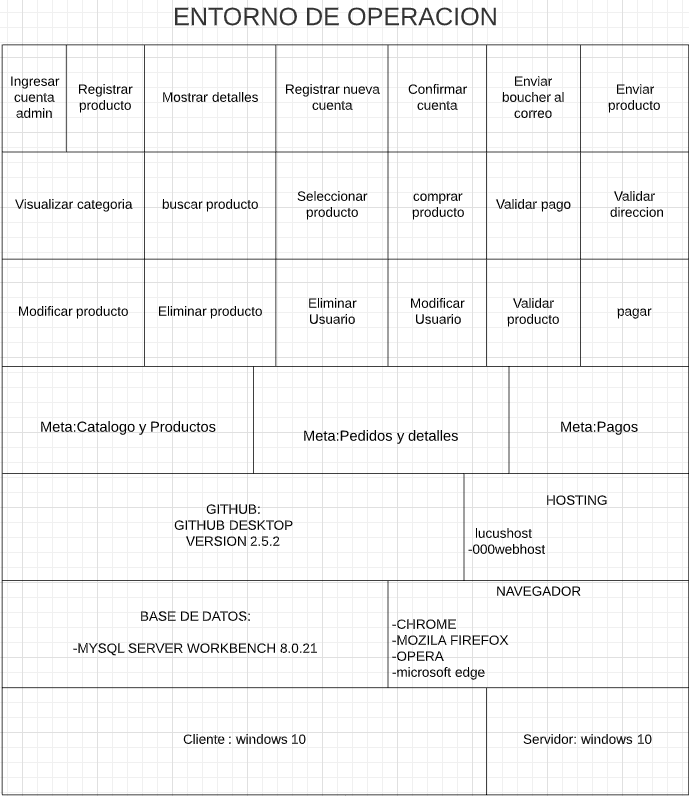 ENTORNO DE OPERACION
Ingresar
cuenta
admin
Registrar
producto
Mostrar detalles
Registrar nueva
cuenta
Confirmar
cuenta
Enviar
boucher al
correo
Enviar
producto
Visualizar categoria
buscar producto
Seleccionar
producto
comprar
producto
Validar pago
Validar
direccion
Modificar producto
Eliminar producto
Eliminar
Usuario
Modificar
Usuario
Validar
producto
pagar
Meta:Catalogo y Productos
Meta:Pedidos y detalles
Meta:Pagos
GITHUB:
GITHUB DESKTOP
VERSION 2.5.2
HOSTING
lucushost
-000webhost
BASE DE DATOS:
-MYSQL SERVER WORKBENCH 8.0.21
NAVEGADOR
-CHROME
-MOZILA FIREFOX
-OPERA
-microsoft edge
Cliente : windows 10
Servidor: windows 10